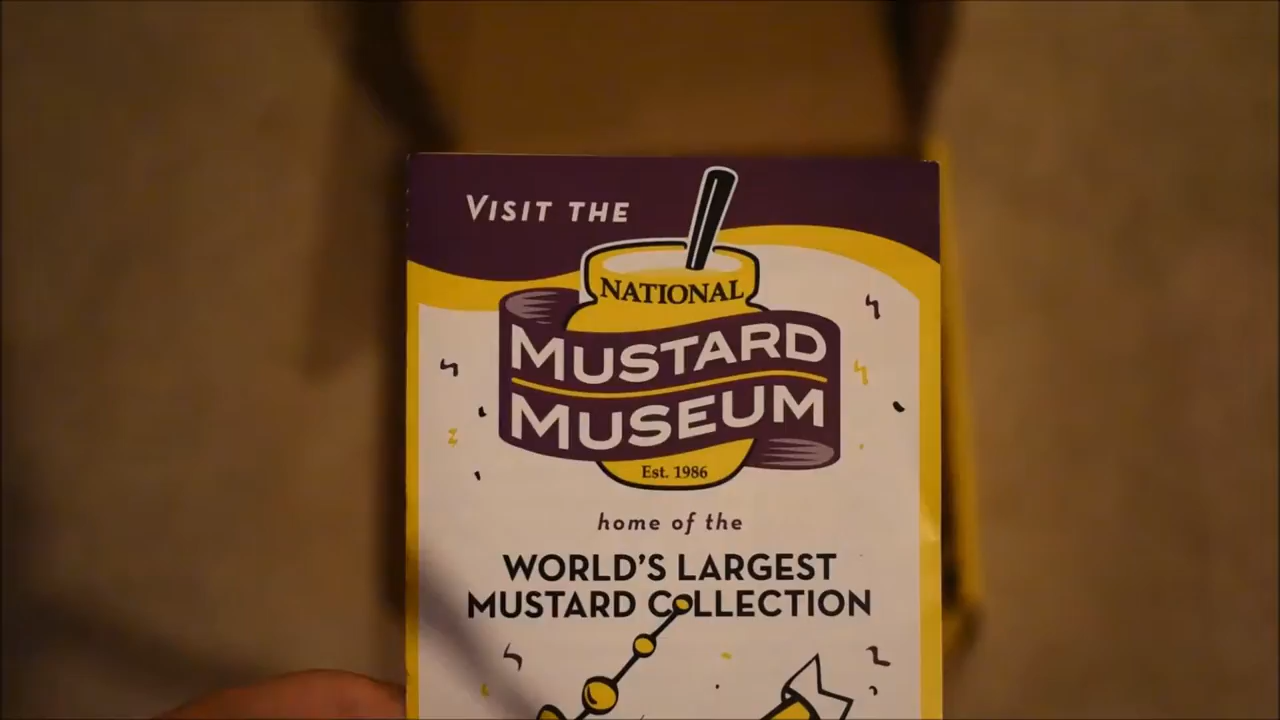 VISIT THE
NATIONAL
MUSTARD
MUSEUM
Est. 1986
home of the
WORLD'S LARGEST
MUSTARD COLLECTION